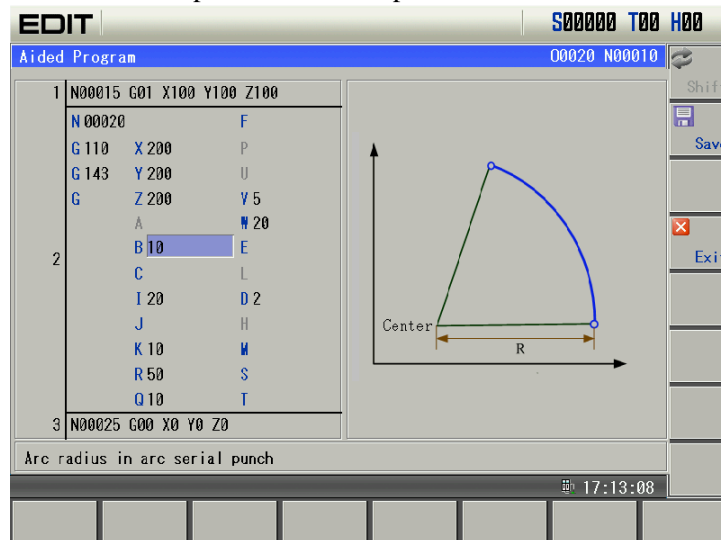 EDIT S00000 T00 H00
Aided Program O0020 N00010
Shif
1 N00015 G01 X100 Y100 Z100
N 00020 F
Save
G 110 X 200 P
G 143 Y 200 U
G Z 200 V 5
A W 20
B 10 E
Exi
2
C L
I 20 D 2
J H
Center
K 10 M
R
R 50 S
Q 10 T
3 N00025 G00 X0 Y0 Z0
Arc radius in arc serial punch
17:13:08